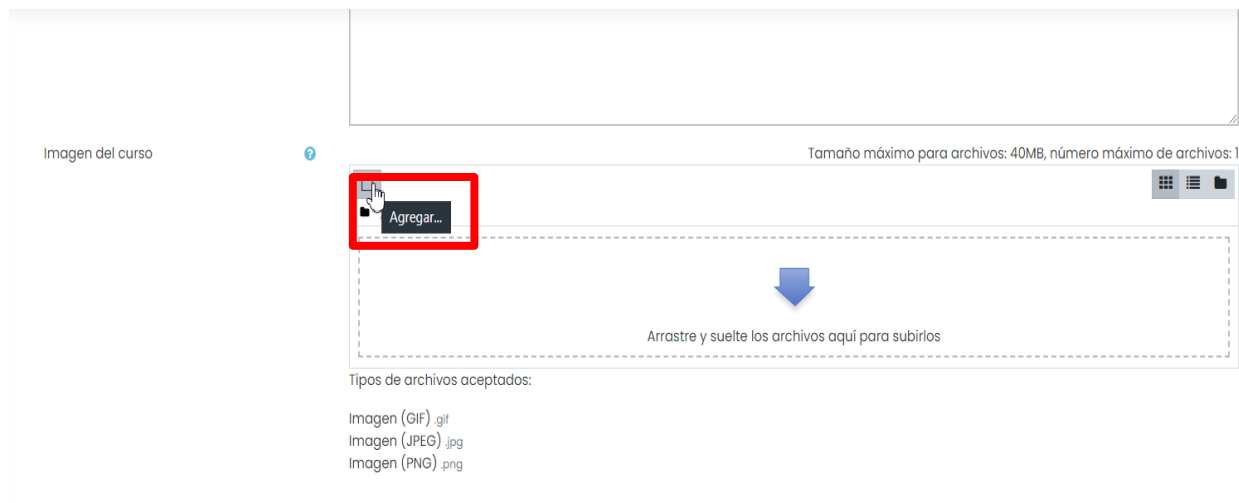 Imagen del curso
Tamaño máximo para archivos: 40MB, número máximo de archivos: 1
Agregar...
Arrastre y suelte los archivos aquí para subirlos
Tipos de archivos aceptados:
Imagen (GIF) .gif
Imagen (JPEG) .jpg
Imagen (PNG) .png